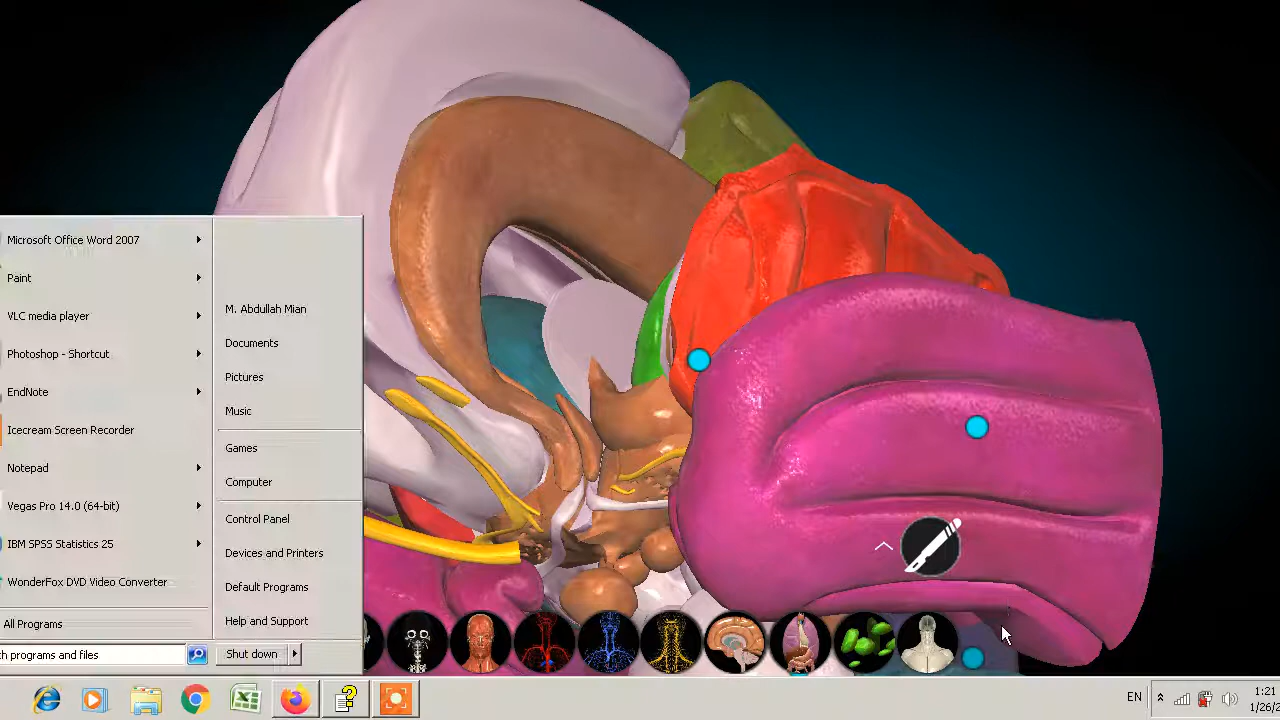 Microsoft Office Word 2007
Paint
VLC media player
Photoshop - Shortcut
EndNote
Icecream Screen Recorder
Notepad
Vegas Pro 14.0 (64-bit)
IBM SPSS Statistics 25
WonderFox DVD Video Converter
All Programs
ch programs and files
M. Abdullah Mian
Documents
Pictures
Music
Games
Computer
Control Panel
Devices and Printers
Default Programs
Help and Support
Shut down
EN
1:21
1/26/2